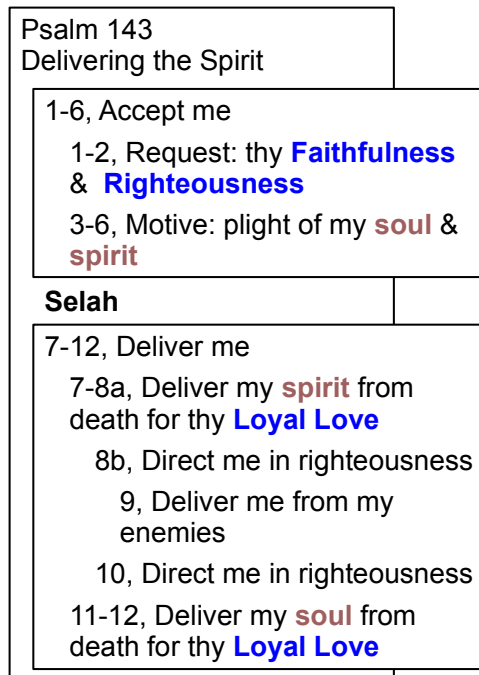 Psalm 143
Delivering the Spirit
1-6, Accept me
1-2, Request: thy Faithfulness
& Righteousness
3-6, Motive: plight of my soul &
spirit
Selah
7-12, Deliver me
7-8a, Deliver my spirit from
death for thy Loyal Love
8b, Direct me in righteousness
9, Deliver me from my
enemies
10, Direct me in righteousness
11-12, Deliver my soul from
death for thy Loyal Love